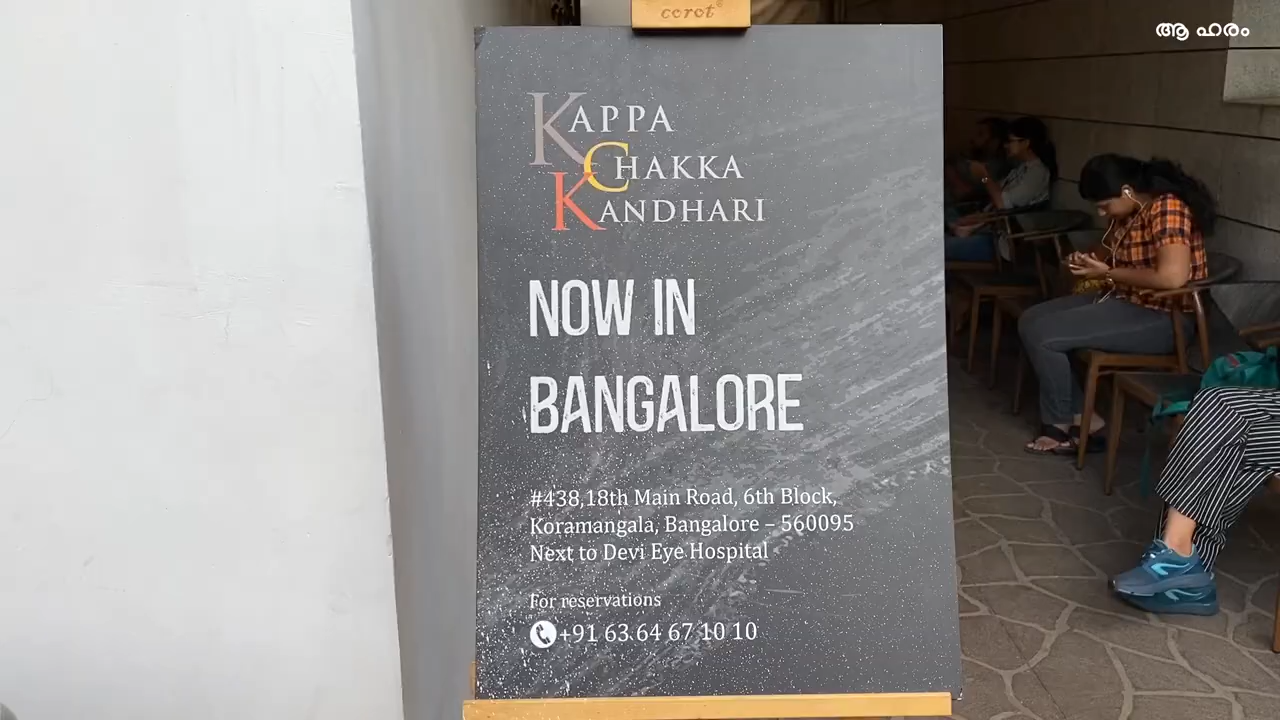 corot
ആ ഹരം
KAPPA
CHAKKA
KANDHARI
NOW IN
BANGALORE
#438,18th Main Road, 6th Block,
Koramangala, Bangalore – 560095
Next to Devi Eye Hospital
For reservations
+91 63 64 67 10 10